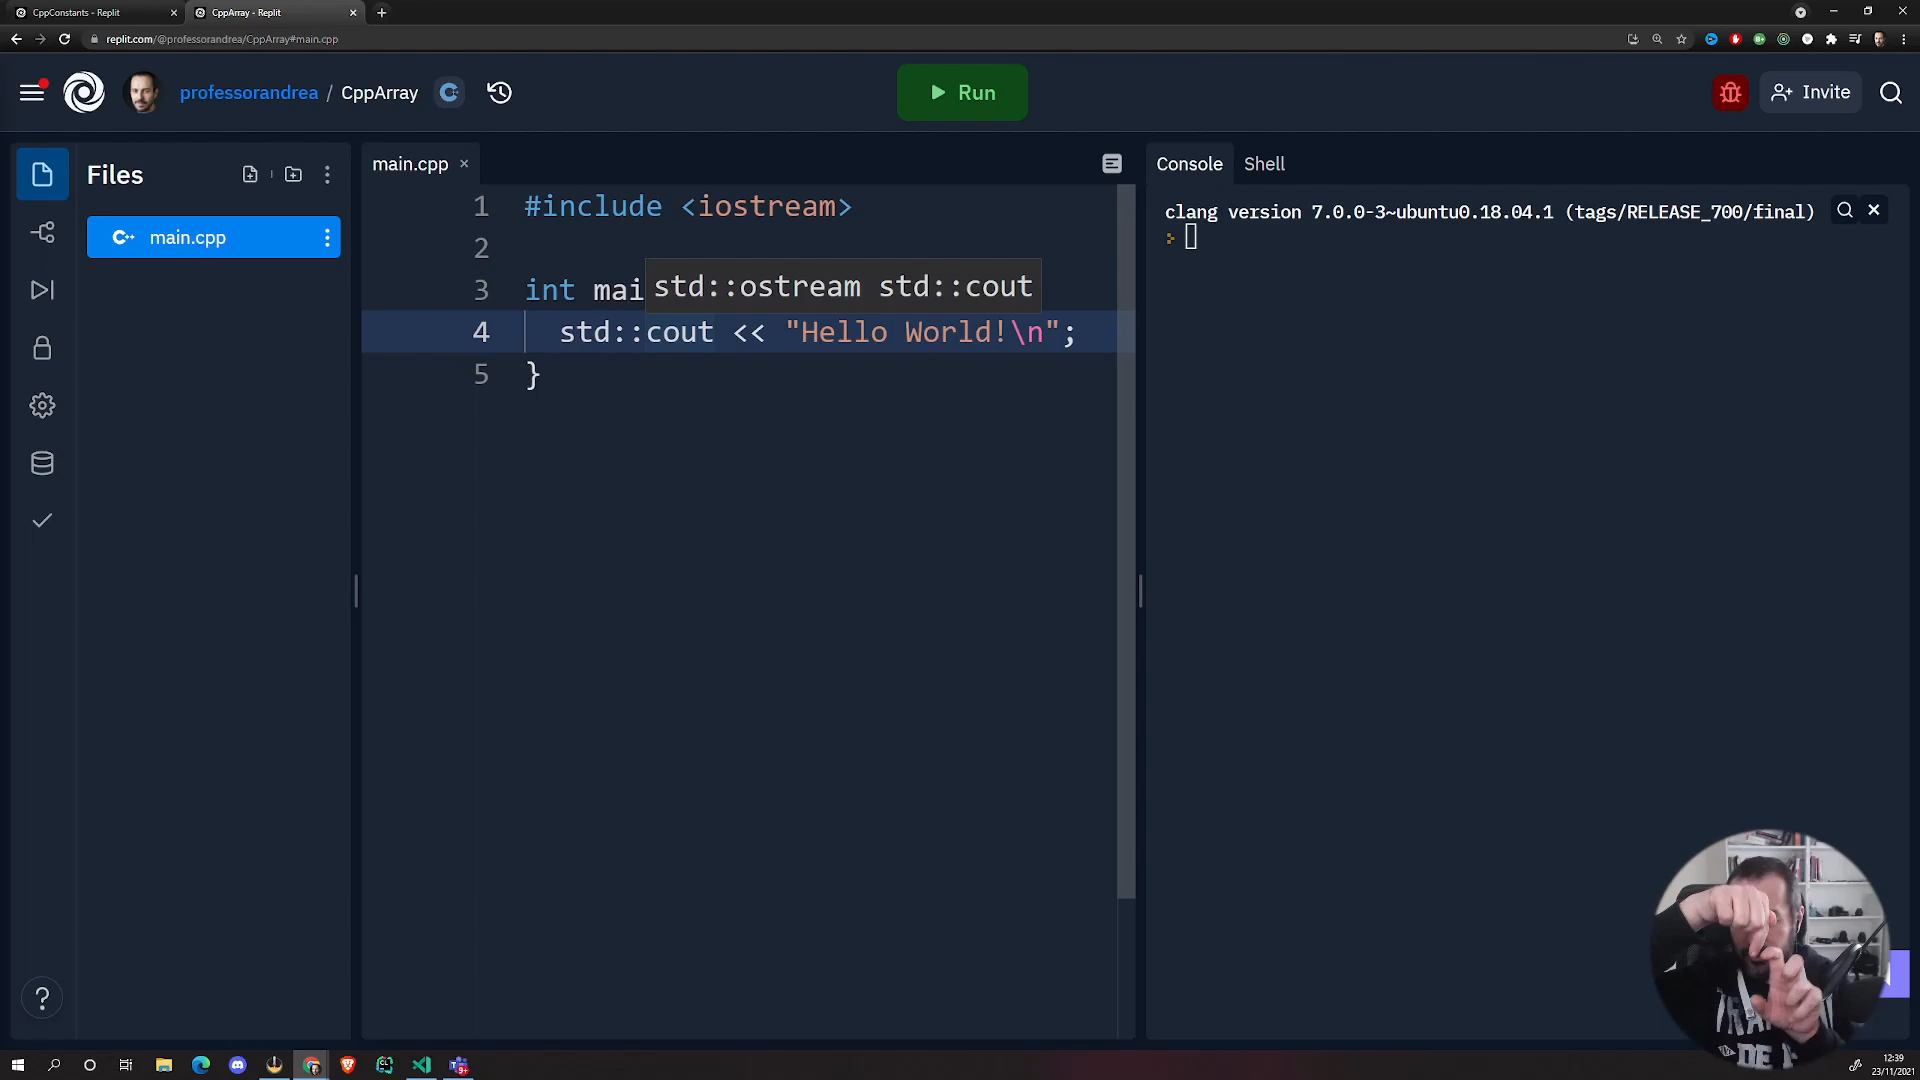 CppConstants - Replit
CppArray - Replit
replit.com/@professorandrea/CppArray#main.cpp
professorandrea / CppArray
Run
Invite
Files
main.cpp
main.cpp
1 #include <iostream>
2
3 int mai
std::ostream std::cout
4 std::cout << "Hello World!\n";
5 }
Console
Shell
clang version 7.0.0-3~ubuntu0.18.04.1 (tags/RELEASE_700/final)
?
12:39
23/11/2021